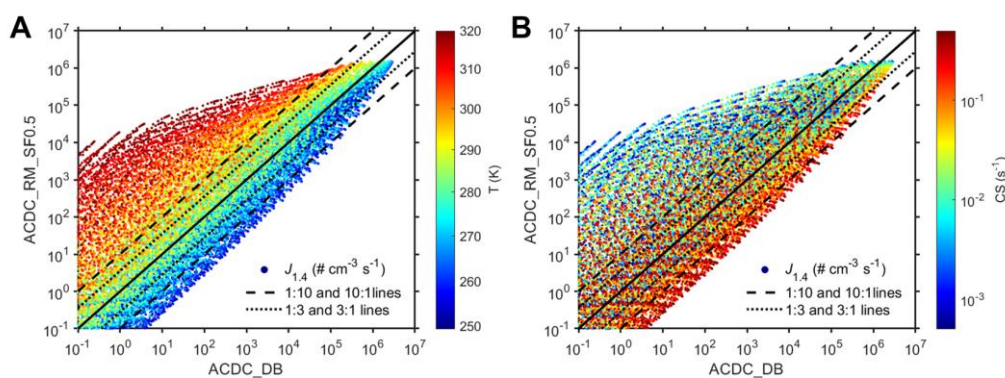 A
ACDC_RM_SF0.5
10^7
10^6
10^5
10^4
10^3
10^2
10^1
10^0
10^-1
J_1.4 (# cm^-3 s^-1)
1:10 and 10:1lines
1:3 and 3:1 lines
10^-1 10^0 10^1 10^2 10^3 10^4 10^5 10^6 10^7
ACDC_DB
320
310
300
290
280
270
260
250
T (K)
B
ACDC_RM_SF0.5
10^7
10^6
10^5
10^4
10^3
10^2
10^1
10^0
10^-1
J_1.4 (# cm^-3 s^-1)
1:10 and 10:1lines
1:3 and 3:1 lines
10^-1 10^0 10^1 10^2 10^3 10^4 10^5 10^6 10^7
ACDC_DB
10^-1
10^-2
10^-3
CS (s^-1)